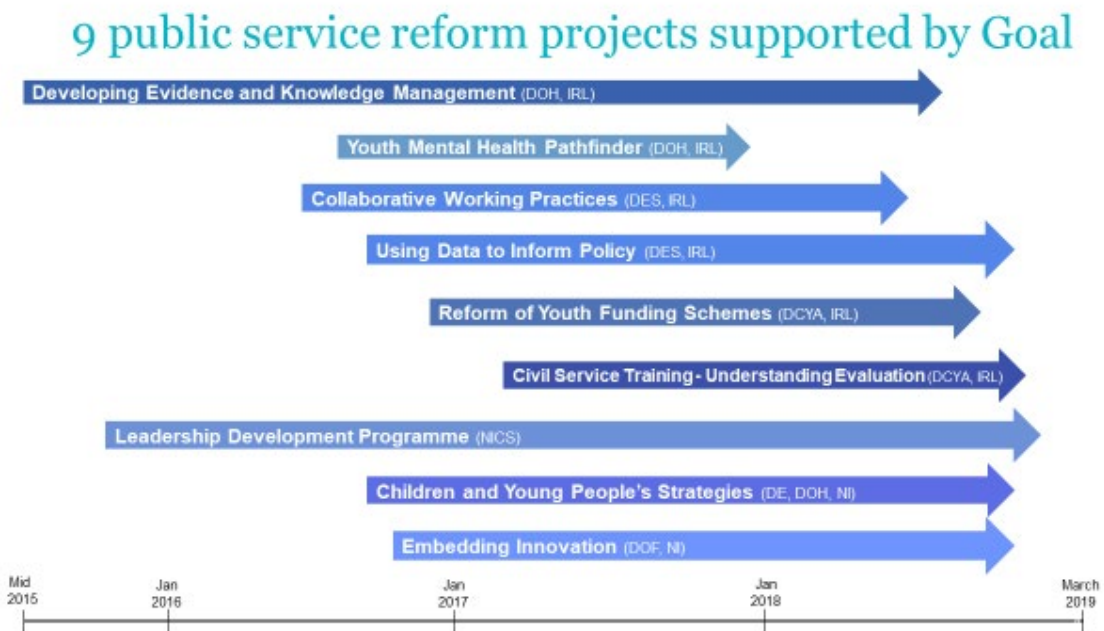 9 public service reform projects supported by Goal
Developing Evidence and Knowledge Management (DOH, IRL)
Youth Mental Health Pathfinder (DOH, IRL)
Collaborative Working Practices (DES, IRL)
Using Data to Inform Policy (DES, IRL)
Reform of Youth Funding Schemes (DCYA, IRL)
Civil Service Training- Understanding Evaluation (DCYA, IRL)
Leadership Development Programme (NICS)
Children and Young People's Strategies (DE, DOH, NI)
Embedding Innovation (DOF, NI)
Mid
2015
Jan
2016
Jan
2017
Jan
2018
March
2019